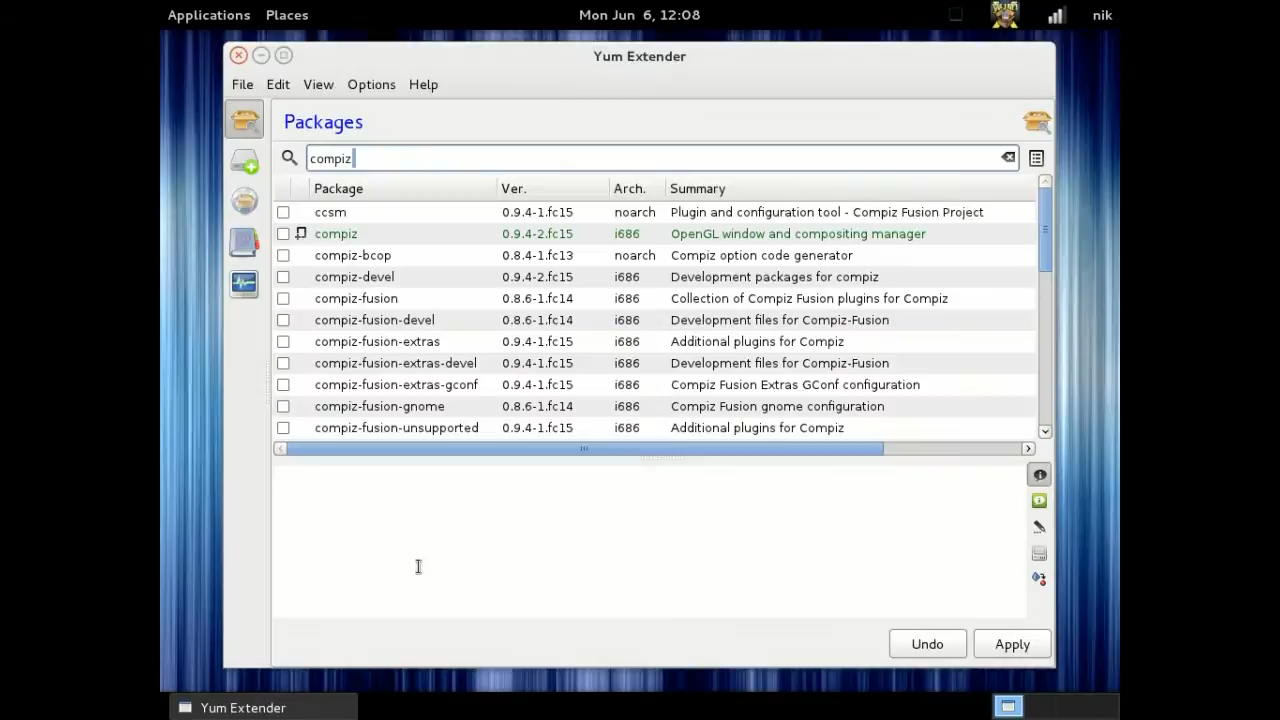 Applications Places Mon Jun 6, 12:08 nik
Yum Extender
File Edit View Options Help
Packages
compiz
Package Ver. Arch. Summary
ccsm 0.9.4-1.fc15 noarch Plugin and configuration tool - Compiz Fusion Project
compiz 0.9.4-2.fc15 i686 OpenGL window and compositing manager
compiz-bcop 0.8.4-1.fc13 noarch Compiz option code generator
compiz-devel 0.9.4-2.fc15 i686 Development packages for compiz
compiz-fusion 0.8.6-1.fc14 i686 Collection of Compiz Fusion plugins for Compiz
compiz-fusion-devel 0.8.6-1.fc14 i686 Development files for Compiz-Fusion
compiz-fusion-extras 0.9.4-1.fc15 i686 Additional plugins for Compiz
compiz-fusion-extras-devel 0.9.4-1.fc15 i686 Development files for Compiz-Fusion
compiz-fusion-extras-gconf 0.9.4-1.fc15 i686 Compiz Fusion Extras GConf configuration
compiz-fusion-gnome 0.8.6-1.fc14 i686 Compiz Fusion gnome configuration
compiz-fusion-unsupported 0.9.4-1.fc15 i686 Additional plugins for Compiz
Undo Apply
Yum Extender